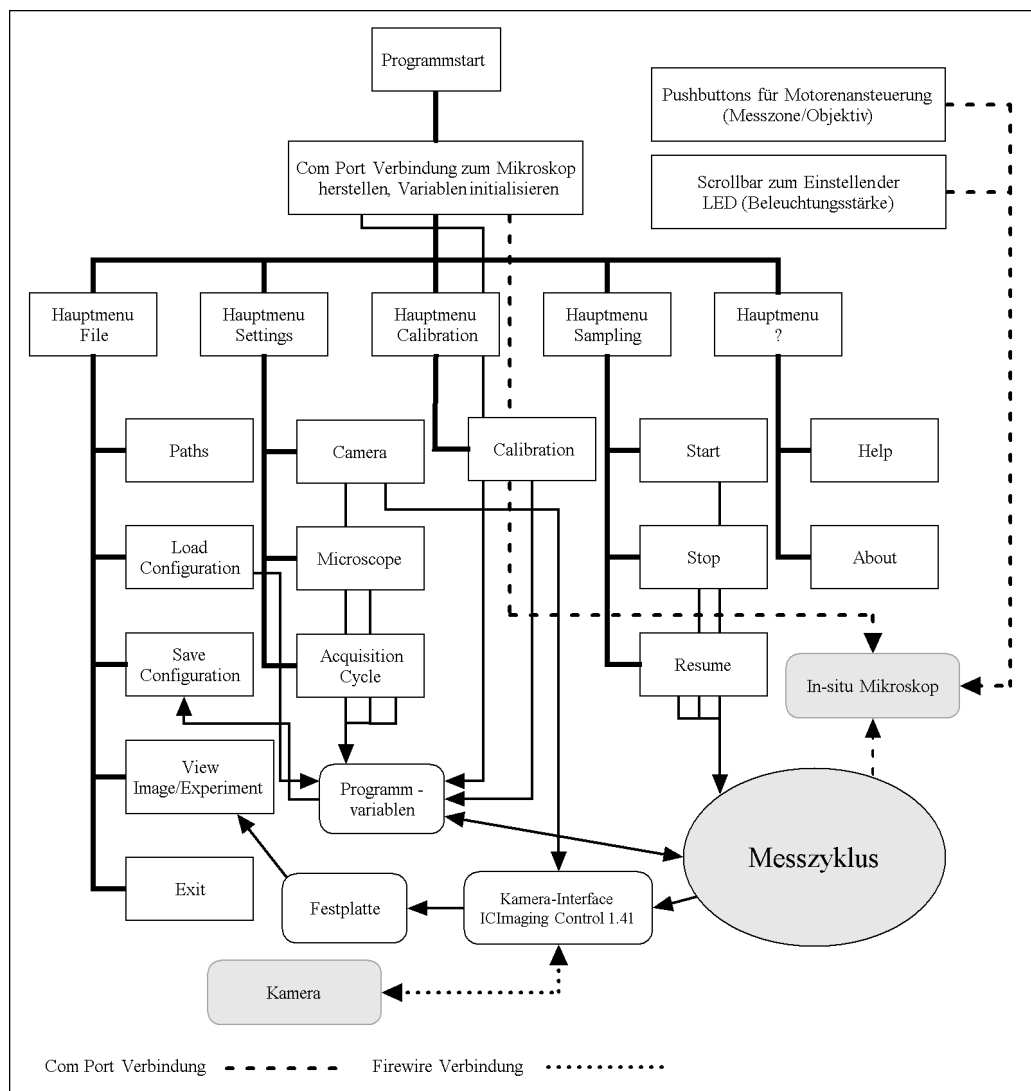 Programmstart
Pushbuttons für Motorenansteuerung
(Messzone/Objektiv)
Com Port Verbindung zum Mikroskop
herstellen, Variablen initialisieren
Scrollbar zum Einstellen der
LED (Beleuchtungsstärke)
Hauptmenu
File
Hauptmenu
Settings
Hauptmenu
Calibration
Hauptmenu
Sampling
Hauptmenu
?
Paths
Camera
Calibration
Start
Help
Load
Configuration
Microscope
Stop
About
Save
Configuration
Acquisition
Cycle
Resume
In-situ Mikroskop
View
Image/Experiment
Programm -
variablen
Messzyklus
Exit
Festplatte
Kamera-Interface
ICImaging Control 1.41
Kamera
Com Port Verbindung
Firewire Verbindung